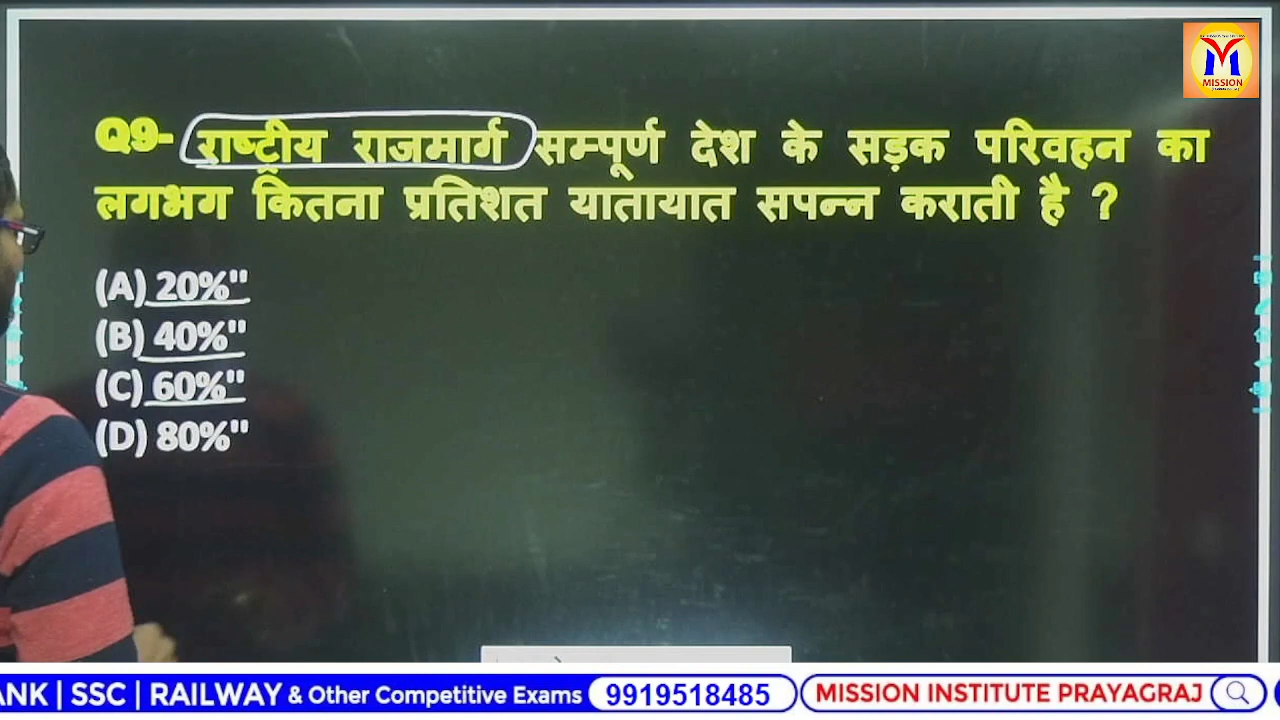 MISSION
Q9- राष्ट्रीय राजमार्ग सम्पूर्ण देश के सड़क परिवहन का
लगभग कितना प्रतिशत यातायात सपन्न कराती है ?
(A) 20%"
(B) 40%"
(C) 60%"
(D) 80%"
ANK | SSC | RAILWAY & Other Competitive Exams 9919518485 MISSION INSTITUTE PRAYAGRAJ